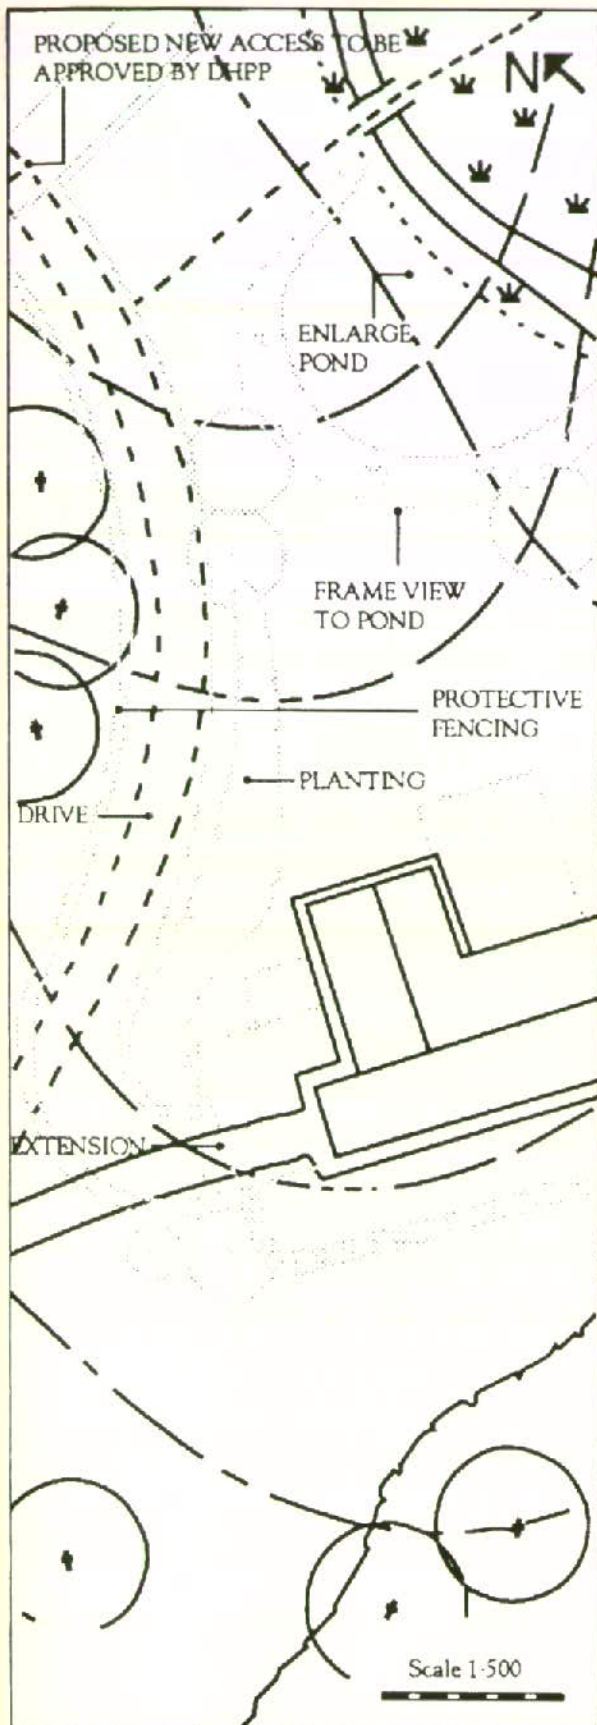 PROPOSED NEW ACCESS TO BE
APPROVED BY DHPP
N
ENLARGE
POND
FRAME VIEW
TO POND
PROTECTIVE
FENCING
PLANTING
DRIVE
EXTENSION
Scale 1-500